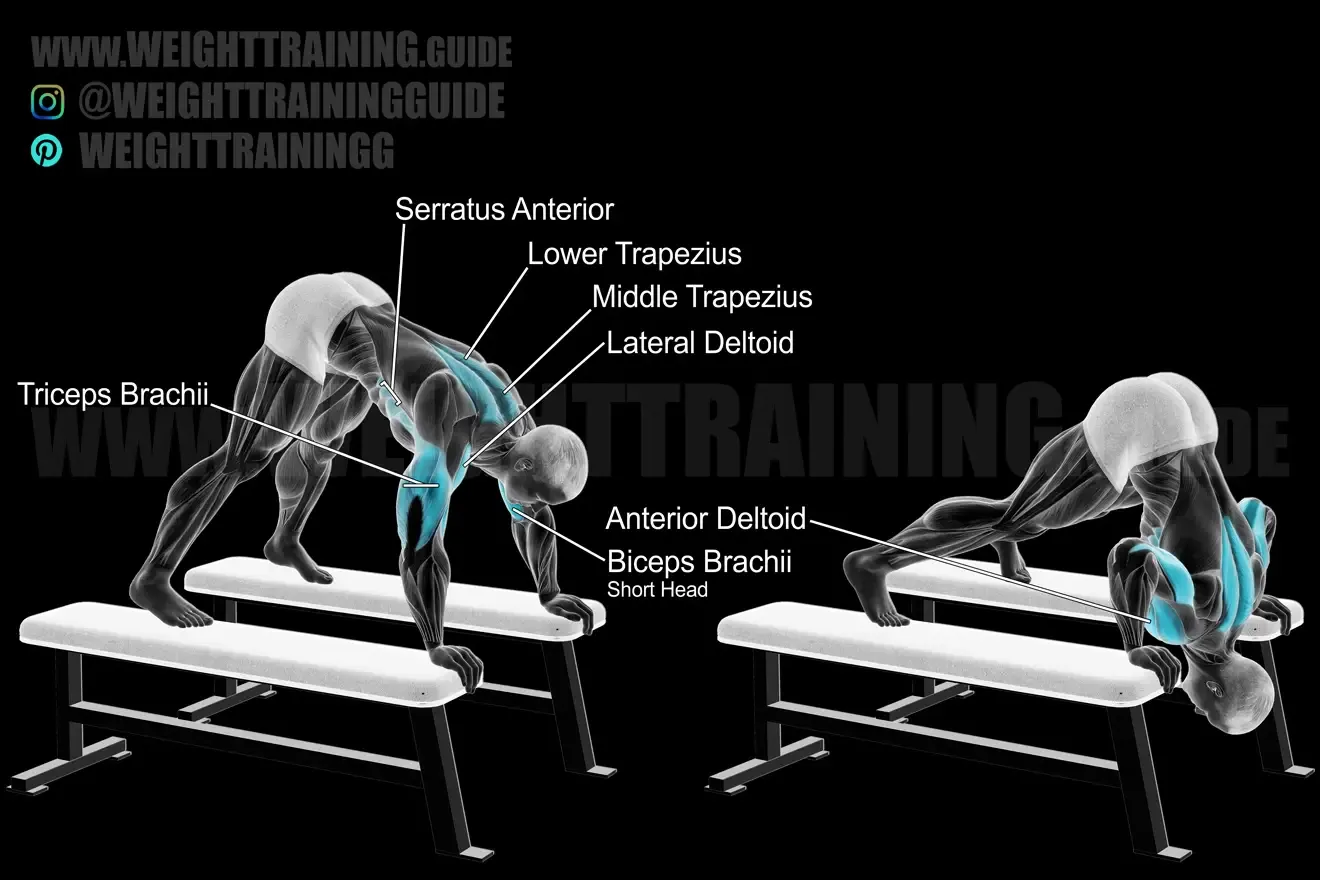 WWW.WEIGHTTRAINING.GUIDE
@WEIGHTTRAININGGUIDE
WEIGHTTRAININGG
Serratus Anterior
Lower Trapezius
Middle Trapezius
Lateral Deltoid
Triceps Brachii
WWW.WEIGHTTRAINING.GUIDE
Anterior Deltoid
Biceps Brachii
Short Head